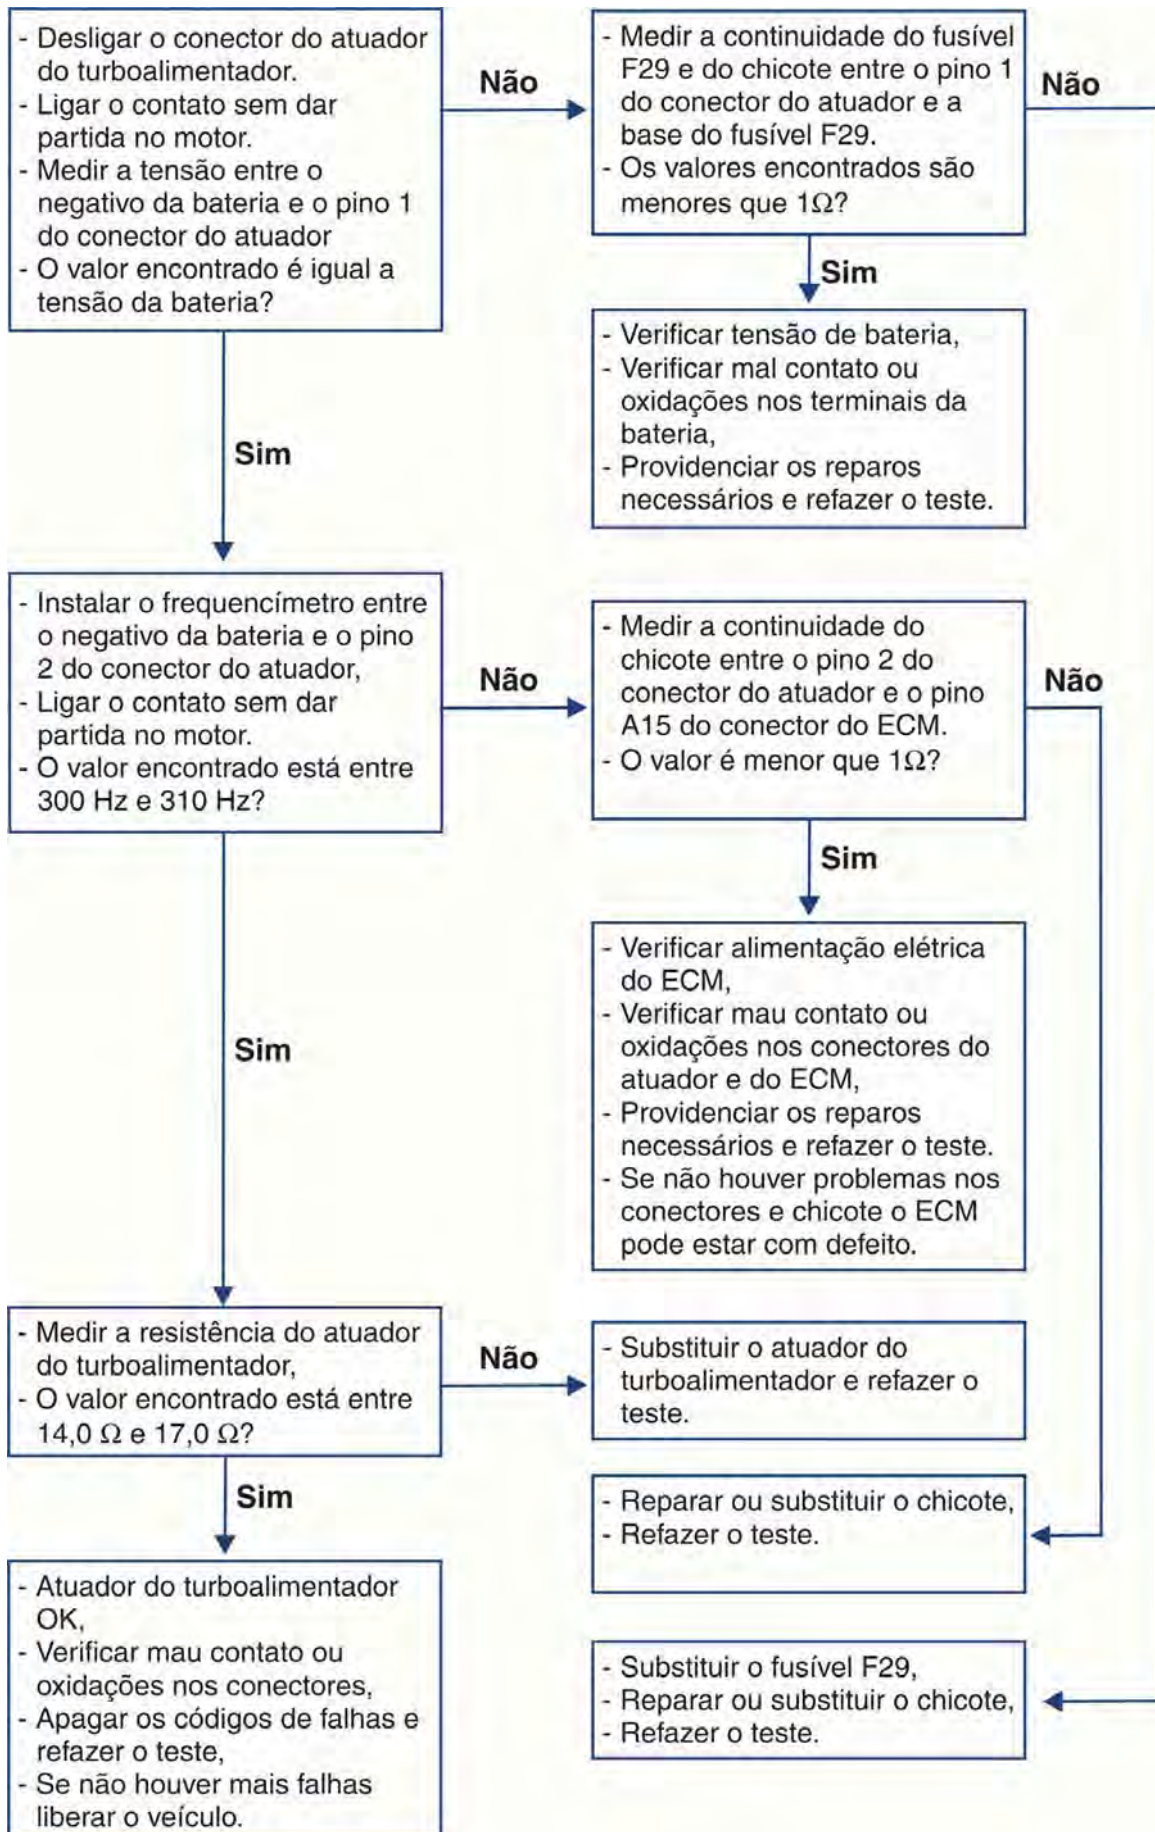 - Desligar o conector do atuador
do turboalimentador.
- Ligar o contato sem dar
partida no motor.
- Medir a tensão entre o
negativo da bateria e o pino 1
do conector do atuador
- O valor encontrado é igual a
tensão da bateria?
Não
- Medir a continuidade do fusível
F29 e do chicote entre o pino 1
do conector do atuador e a
base do fusível F29.
- Os valores encontrados são
menores que 1Ω?
Não
Sim
- Verificar tensão de bateria,
- Verificar mal contato ou
oxidações nos terminais da
bateria,
- Providenciar os reparos
necessários e refazer o teste.
Sim
- Instalar o frequencímetro entre
o negativo da bateria e o pino
2 do conector do atuador,
- Ligar o contato sem dar
partida no motor.
- O valor encontrado está entre
300 Hz e 310 Hz?
Não
- Medir a continuidade do
chicote entre o pino 2 do
conector do atuador e o pino
A15 do conector do ECM.
- O valor é menor que 1Ω?
Não
Sim
- Verificar alimentação elétrica
do ECM,
- Verificar mau contato ou
oxidações nos conectores do
atuador e do ECM,
- Providenciar os reparos
necessários e refazer o teste.
- Se não houver problemas nos
conectores e chicote o ECM
pode estar com defeito.
Sim
- Medir a resistência do atuador
do turboalimentador,
- O valor encontrado está entre
14,0 Ω e 17,0 Ω?
Não
- Substituir o atuador do
turboalimentador e refazer o
teste.
Sim
- Reparar ou substituir o chicote,
- Refazer o teste.
- Atuador do turboalimentador
OK,
- Verificar mau contato ou
oxidações nos conectores,
- Apagar os códigos de falhas e
refazer o teste,
- Se não houver mais falhas
liberar o veículo.
- Substituir o fusível F29,
- Reparar ou substituir o chicote,
- Refazer o teste.